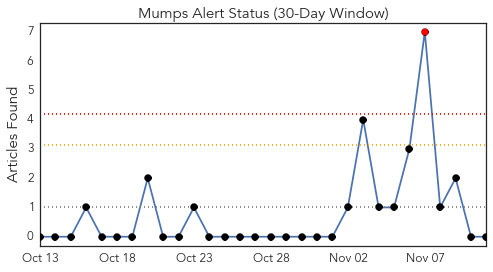 Mumps Alert Status (30-Day Window)
Articles Found
7
6
5
4
3
2
1
0
Oct 13 Oct 18 Oct 23 Oct 28 Nov 02 Nov 07